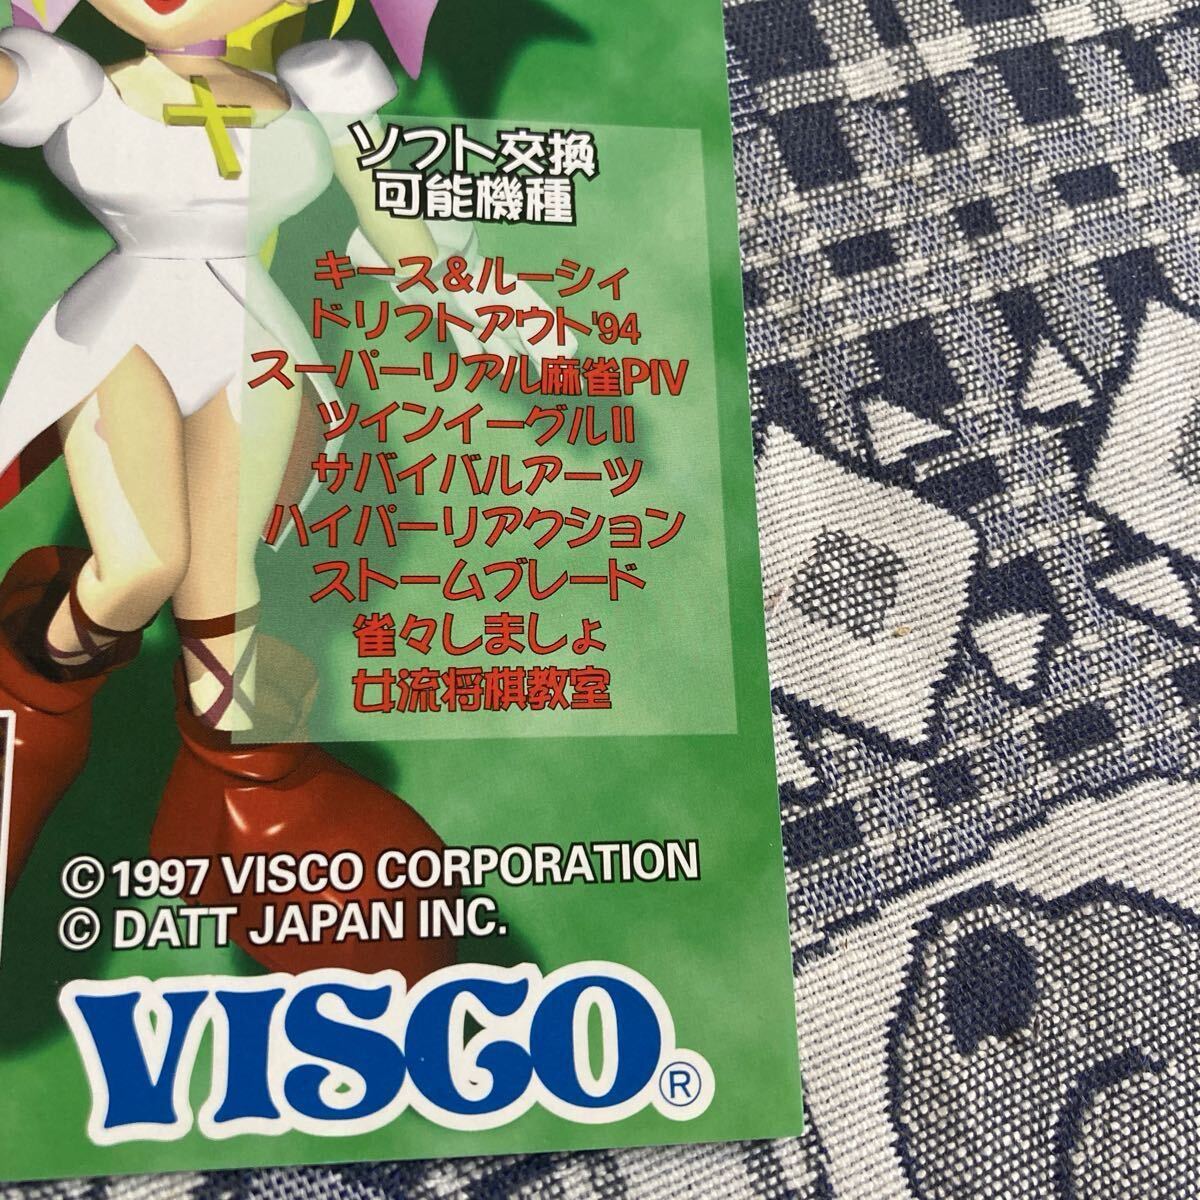 ソフト交換
可能機種
キース&ルーシィ
ドリフトアウト'94
スーパーリアル麻雀PIV
ツインイーグルII
サバイバルアーツ
ハイパーリアクション
ストームブレード
雀々しましょ
女流将棋教室
© 1997 VISCO CORPORATION
© DATT JAPAN INC.
VISCO®